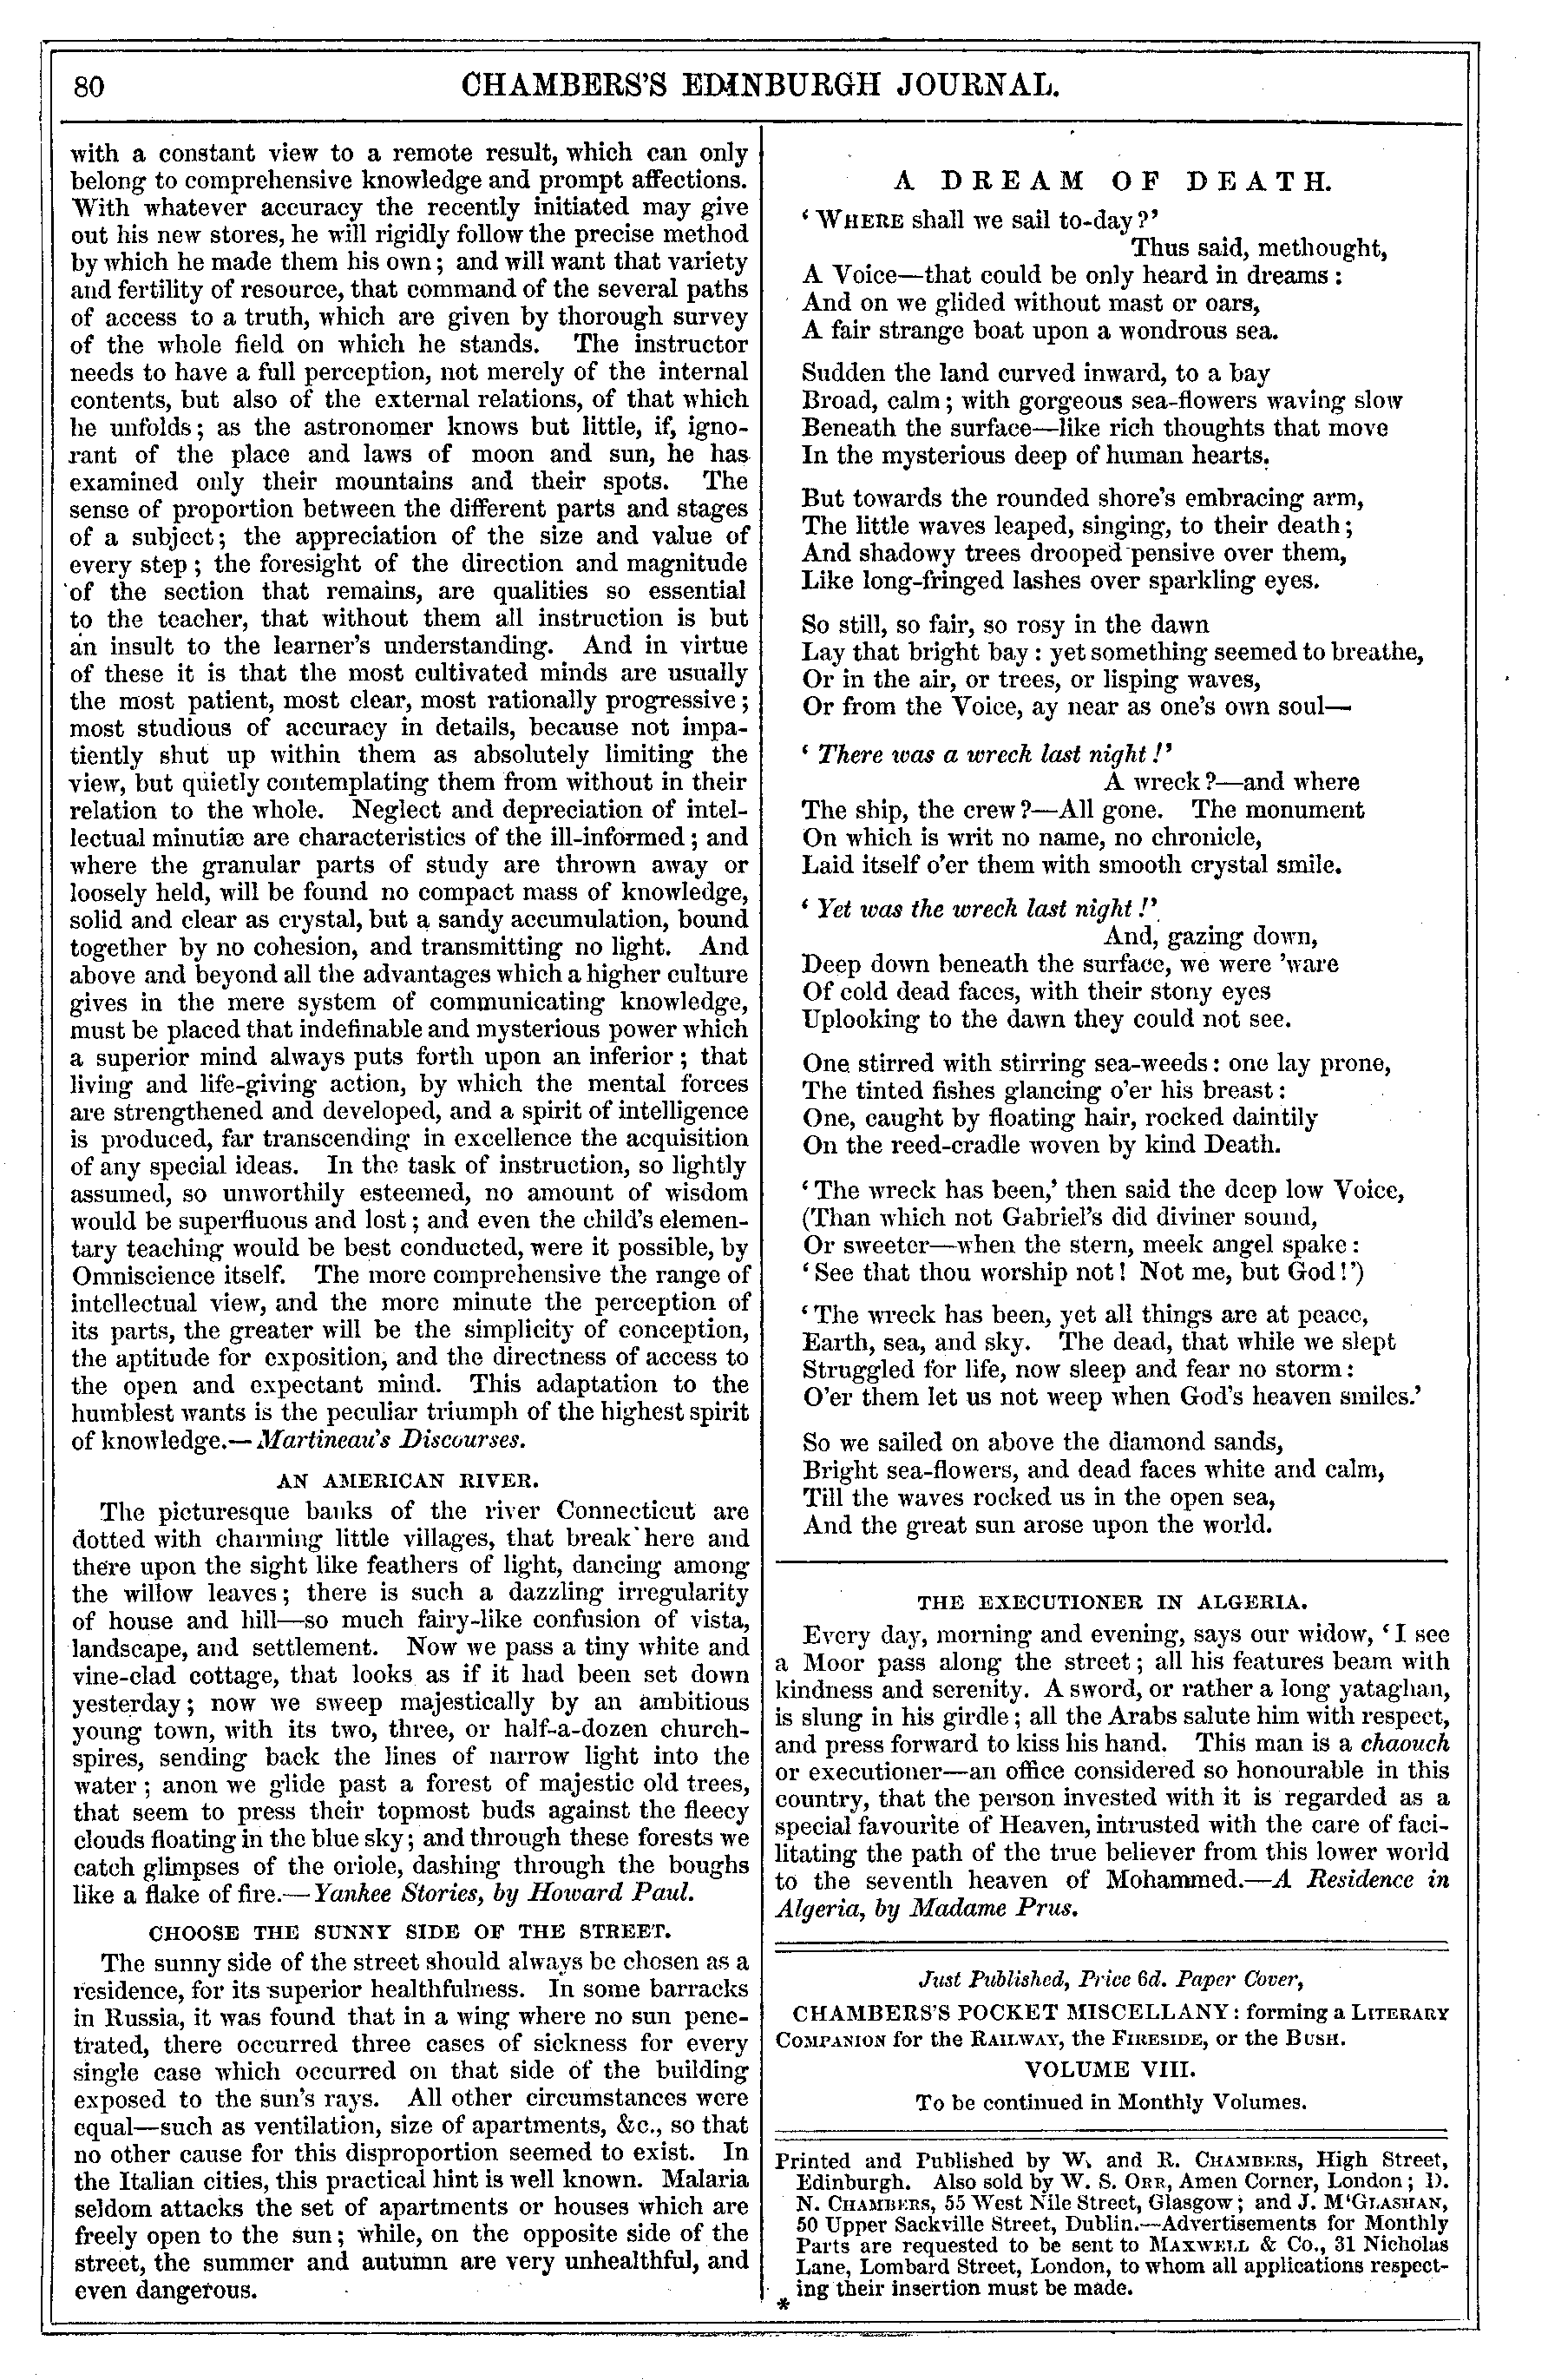 80
CHAMBERS'S EDINBURGH JOURNAL.
with a constant view to a remote result, which can only
belong to comprehensive knowledge and prompt affections.
With whatever accuracy the recently initiated may give
out his new stores, he will rigidly follow the precise method
by which he made them his own; and will want that variety
and fertility of resource, that command of the several paths
of access to a truth, which are given by thorough survey
of the whole field on which he stands. The instructor
needs to have a full perception, not merely of the internal
contents, but also of the external relations, of that which
he unfolds; as the astronomer knows but little, if, igno-
rant of the place and laws of moon and sun, he has
examined only their mountains and their spots. The
sense of proportion between the different parts and stages
of a subject; the appreciation of the size and value of
every step; the foresight of the direction and magnitude
of the section that remains, are qualities so essential
to the teacher, that without them all instruction is but
an insult to the learner's understanding. And in virtue
of these it is that the most cultivated minds are usually
the most patient, most clear, most rationally progressive;
most studious of accuracy in details, because not impa-
tiently shut up within them as absolutely limiting the
view, but quietly contemplating them from without in their
relation to the whole. Neglect and depreciation of intel-
lectual minutiæ are characteristics of the ill-informed; and
where the granular parts of study are thrown away or
loosely held, will be found no compact mass of knowledge,
solid and clear as crystal, but a sandy accumulation, bound
together by no cohesion, and transmitting no light. And
above and beyond all the advantages which a higher culture
gives in the mere system of communicating knowledge,
must be placed that indefinable and mysterious power which
a superior mind always puts forth upon an inferior; that
living and life-giving action, by which the mental forces
are strengthened and developed, and a spirit of intelligence
is produced, far transcending in excellence the acquisition
of any special ideas. In the task of instruction, so lightly
assumed, so unworthily esteemed, no amount of wisdom
would be superfluous and lost; and even the child's elemen-
tary teaching would be best conducted, were it possible, by
Omniscience itself. The more comprehensive the range of
intellectual view, and the more minute the perception of
its parts, the greater will be the simplicity of conception,
the aptitude for exposition, and the directness of access to
the open and expectant mind. This adaptation to the
humblest wants is the peculiar triumph of the highest spirit
of knowledge.—Martineau's Discourses.
AN AMERICAN RIVER.
The picturesque banks of the river Connecticut are
dotted with charming little villages, that break here and
there upon the sight like feathers of light, dancing among
the willow leaves; there is such a dazzling irregularity
of house and hill—so much fairy-like confusion of vista,
landscape, and settlement. Now we pass a tiny white and
vine-clad cottage, that looks as if it had been set down
yesterday; now we sweep majestically by an ambitious
young town, with its two, three, or half-a-dozen church-
spires, sending back the lines of narrow light into the
water; anon we glide past a forest of majestic old trees,
that seem to press their topmost buds against the fleecy
clouds floating in the blue sky; and through these forests we
catch glimpses of the oriole, dashing through the boughs
like a flake of fire.—Yankee Stories, by Howard Paul.
CHOOSE THE SUNNY SIDE OF THE STREET.
The sunny side of the street should always be chosen as a
residence, for its superior healthfulness. In some barracks
in Russia, it was found that in a wing where no sun pene-
trated, there occurred three cases of sickness for every
single case which occurred on that side of the building
exposed to the sun's rays. All other circumstances were
equal—such as ventilation, size of apartments, &c., so that
no other cause for this disproportion seemed to exist. In
the Italian cities, this practical hint is well known. Malaria
seldom attacks the set of apartments or houses which are
freely open to the sun; while, on the opposite side of the
street, the summer and autumn are very unhealthful, and
even dangerous.
A DREAM OF DEATH.
'WHERE shall we sail to-day?'
Thus said, methought,
A Voice—that could be only heard in dreams:
And on we glided without mast or oars,
A fair strange boat upon a wondrous sea.
Sudden the land curved inward, to a bay
Broad, calm; with gorgeous sea-flowers waving slow
Beneath the surface—like rich thoughts that move
In the mysterious deep of human hearts.
But towards the rounded shore's embracing arm,
The little waves leaped, singing, to their death;
And shadowy trees drooped pensive over them,
Like long-fringed lashes over sparkling eyes.
So still, so fair, so rosy in the dawn
Lay that bright bay: yet something seemed to breathe,
Or in the air, or trees, or lisping waves,
Or from the Voice, ay near as one's own soul—
'There was a wreck last night!'
A wreck?—and where
The ship, the crew?—All gone. The monument
On which is writ no name, no chronicle,
Laid itself o'er them with smooth crystal smile.
'Yet was the wreck last night!'
And, gazing down,
Deep down beneath the surface, we were 'ware
Of cold dead faces, with their stony eyes
Uplooking to the dawn they could not see.
One stirred with stirring sea-weeds: one lay prone,
The tinted fishes glancing o'er his breast:
One, caught by floating hair, rocked daintily
On the reed-cradle woven by kind Death.
'The wreck has been,' then said the deep low Voice,
(Than which not Gabriel's did diviner sound,
Or sweeter—when the stern, meek angel spake:
'See that thou worship not! Not me, but God!')
'The wreck has been, yet all things are at peace,
Earth, sea, and sky. The dead, that while we slept
Struggled for life, now sleep and fear no storm:
O'er them let us not weep when God's heaven smiles.'
So we sailed on above the diamond sands,
Bright sea-flowers, and dead faces white and calm,
Till the waves rocked us in the open sea,
And the great sun arose upon the world.
THE EXECUTIONER IN ALGERIA.
Every day, morning and evening, says our widow, 'I see
a Moor pass along the street; all his features beam with
kindness and serenity. A sword, or rather a long yataghan,
is slung in his girdle; all the Arabs salute him with respect,
and press forward to kiss his hand. This man is a chaouch
or executioner—an office considered so honourable in this
country, that the person invested with it is regarded as a
special favourite of Heaven, intrusted with the care of faci-
litating the path of the true believer from this lower world
to the seventh heaven of Mohammed.—A Residence in
Algeria, by Madame Prus.
Just Published, Price 6d. Paper Cover,
CHAMBERS'S POCKET MISCELLANY: forming a LITERARY
COMPANION for the RAILWAY, the FIRESIDE, or the BUSH.
VOLUME VIII.
To be continued in Monthly Volumes.
Printed and Published by W. and R. CHAMBERS, High Street,
Edinburgh. Also sold by W. S. ORR, Amen Corner, London; D.
N. CHAMBERS, 55 West Nile Street, Glasgow; and J. M'GLASHAN,
50 Upper Sackville Street, Dublin.—Advertisements for Monthly
Parts are requested to be sent to MAXWELL & Co., 31 Nicholas
Lane, Lombard Street, London, to whom all applications respect-
ing their insertion must be made.
*